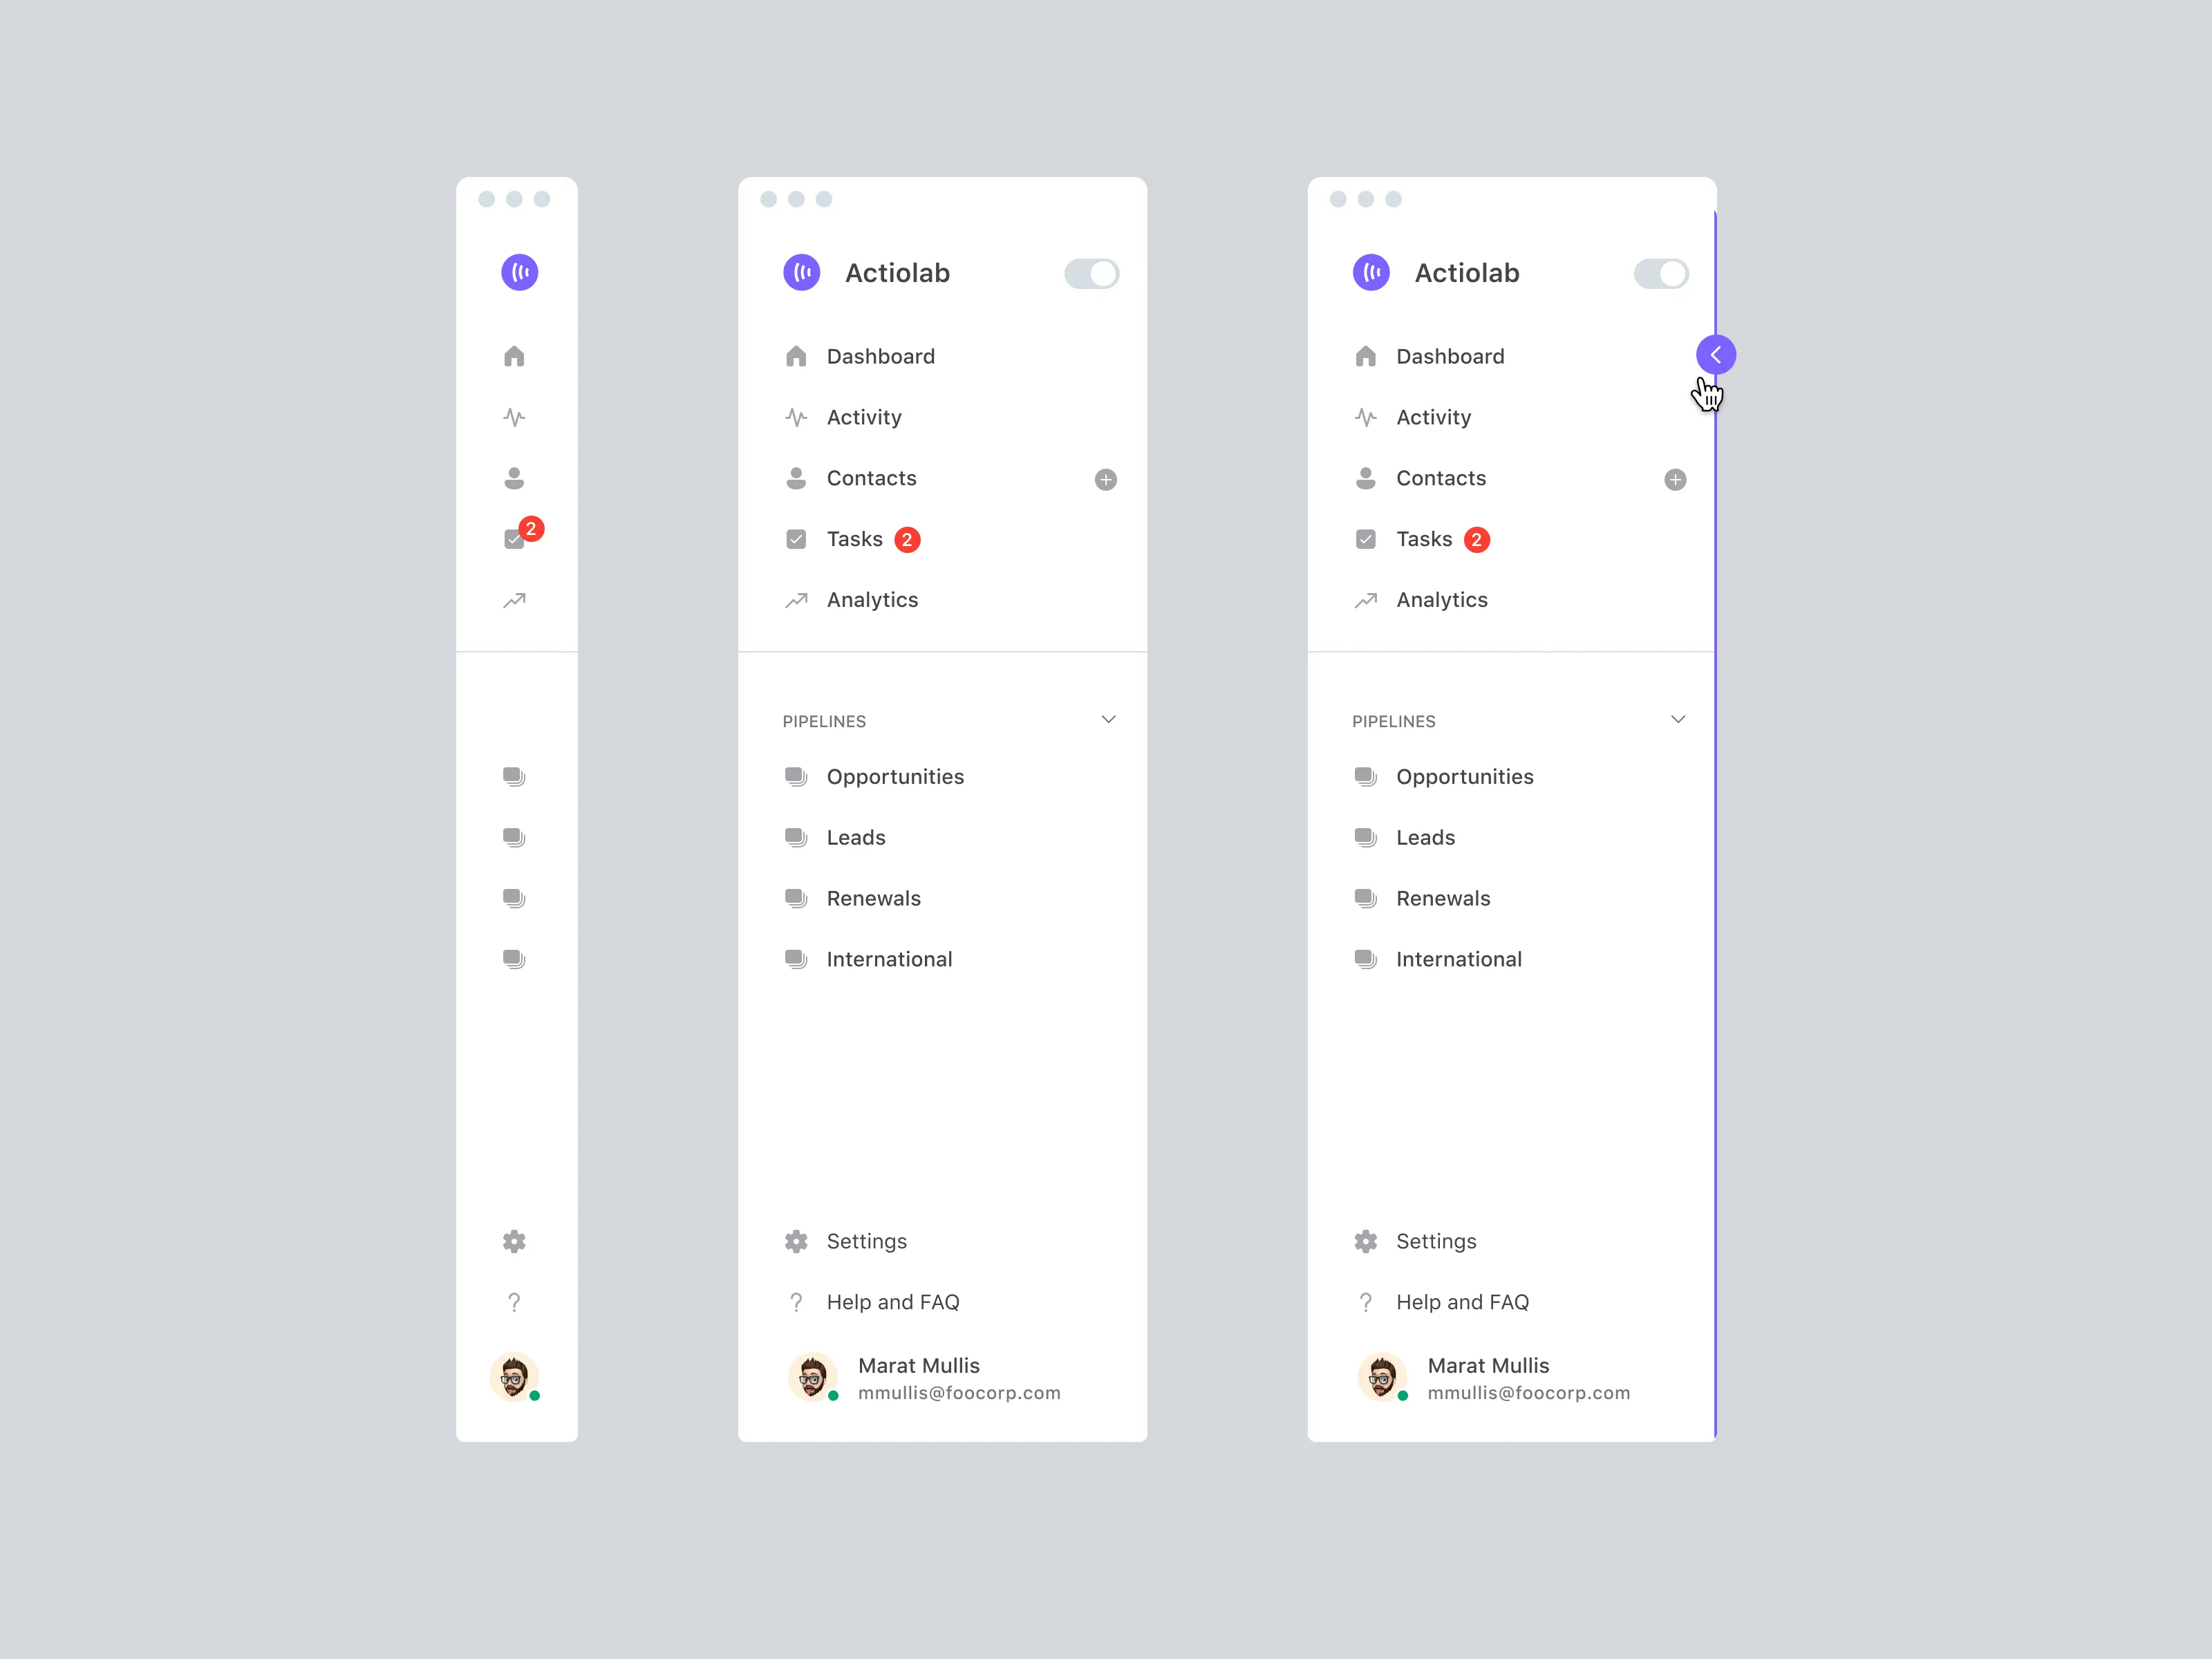 2
?
Actiolab
Dashboard
Activity
Contacts
Tasks 2
Analytics
PIPELINES
Opportunities
Leads
Renewals
International
Settings
? Help and FAQ
Marat Mullis
mmullis@foocorp.com
Actiolab
Dashboard
Activity
Contacts
Tasks 2
Analytics
PIPELINES
Opportunities
Leads
Renewals
International
Settings
? Help and FAQ
Marat Mullis
mmullis@foocorp.com